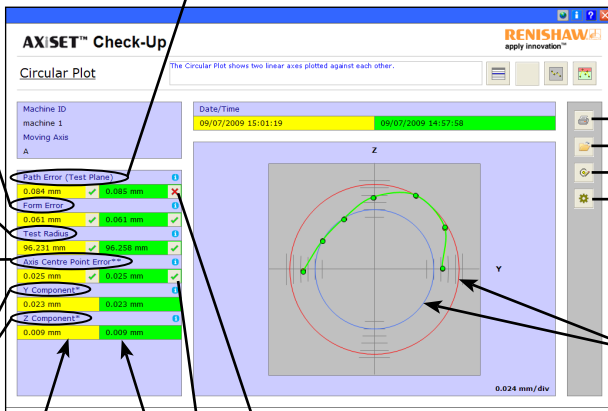 AXISET™ Check-Up
RENISHAW
apply innovation™
Circular Plot
The Circular Plot shows two linear axes plotted against each other.
Machine ID
machine 1
Moving Axis
A
Date/Time
09/07/2009 15:01:19 09/07/2009 14:57:58
Path Error (Test Plane)
0.084 mm 0.085 mm
Form Error
0.061 mm 0.061 mm
Test Radius
96.231 mm 96.258 mm
Axis Centre Point Error**
0.025 mm 0.025 mm
Y Component*
0.023 mm 0.023 mm
Z Component*
0.009 mm 0.009 mm
Z
Y
0.024 mm/div